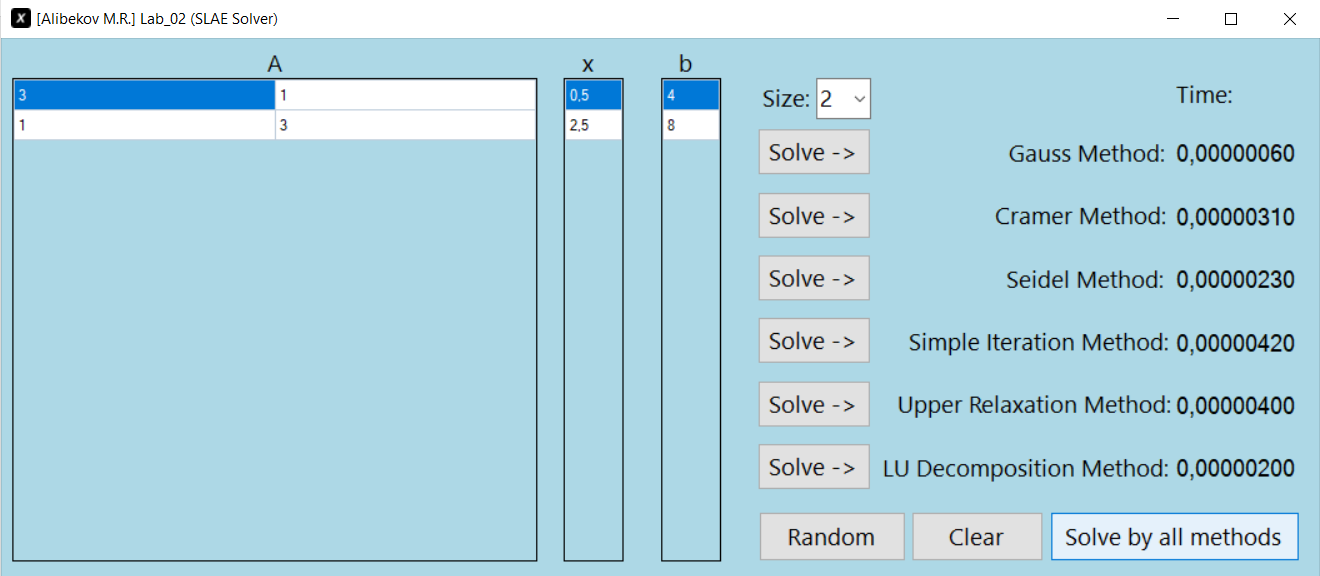 X [Alibekov M.R.] Lab_02 (SLAE Solver)
A x b
3 1 0,5 4
1 3 2,5 8
Size: 2 Time:
Solve -> Gauss Method: 0,00000060
Solve -> Cramer Method: 0,00000310
Solve -> Seidel Method: 0,00000230
Solve -> Simple Iteration Method: 0,00000420
Solve -> Upper Relaxation Method: 0,00000400
Solve -> LU Decomposition Method: 0,00000200
Random Clear Solve by all methods